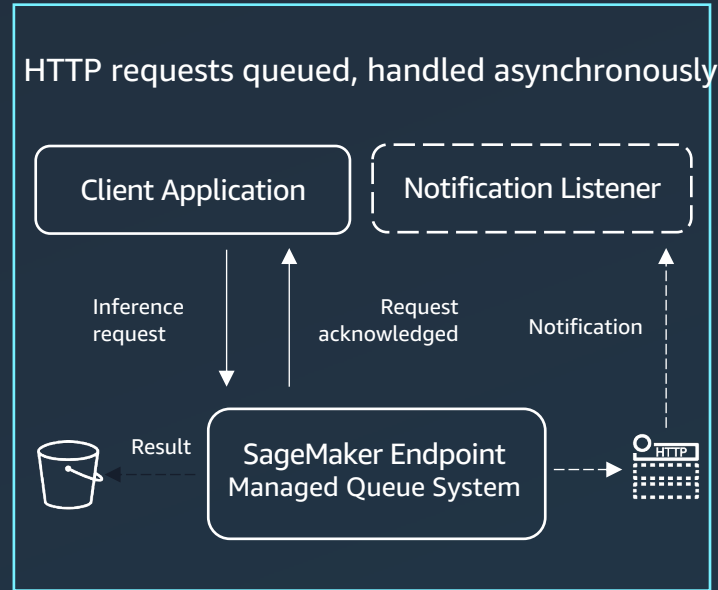 HTTP requests queued, handled asynchronously
Client Application
Notification Listener
Inference
request
Request
acknowledged
Notification
Result
SageMaker Endpoint
Managed Queue System
HTTP